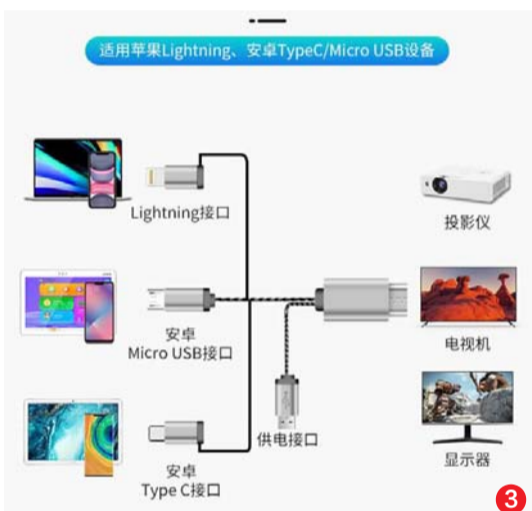 适用苹果Lightning、安卓TypeC/Micro USB设备
Lightning接口
投影仪
安卓
Micro USB接口
电视机
供电接口
安卓
Type C接口
显示器
3